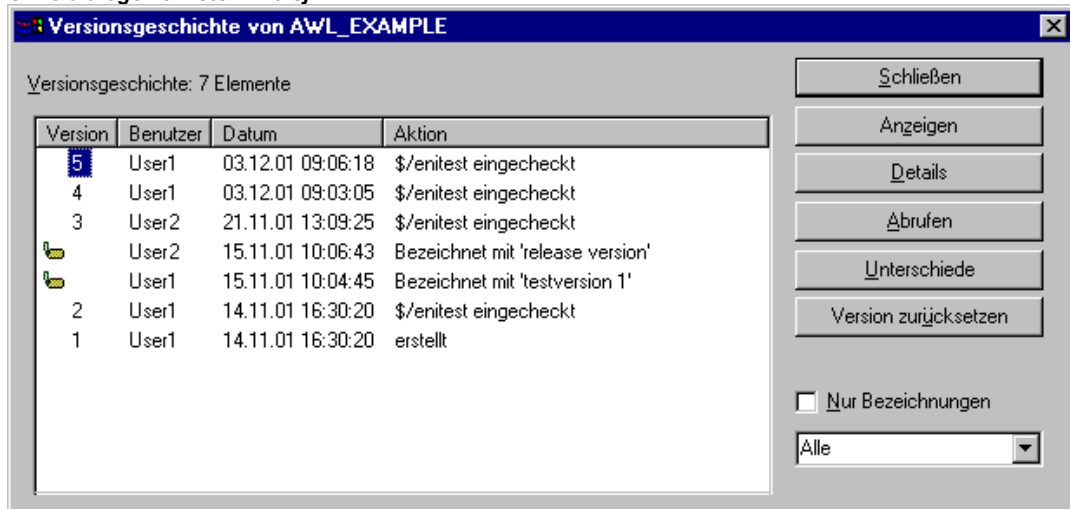 Versionsgeschichte von AWL_EXAMPLE
Versionsgeschichte: 7 Elemente
Version Benutzer Datum Aktion
5 User1 03.12.01 09:06:18 $/enitest eingecheckt
4 User1 03.12.01 09:03:05 $/enitest eingecheckt
3 User2 21.11.01 13:09:25 $/enitest eingecheckt
User2 15.11.01 10:06:43 Bezeichnet mit 'release version'
User1 15.11.01 10:04:45 Bezeichnet mit 'testversion 1'
2 User1 14.11.01 16:30:20 $/enitest eingecheckt
1 User1 14.11.01 16:30:20 erstellt
Schließen
Anzeigen
Details
Abrufen
Unterschiede
Version zurücksetzen
Nur Bezeichnungen
Alle